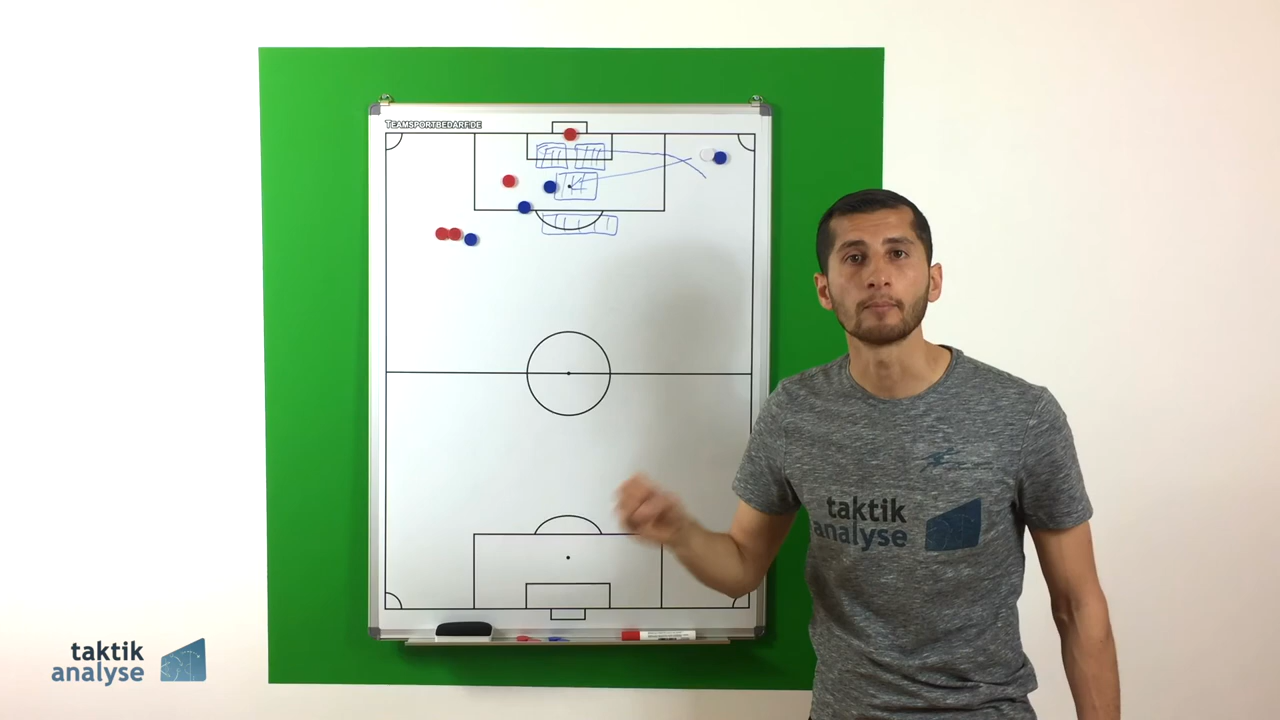 TEAMSPORTBEDARF.DE
taktik
analyse
taktik
analyse